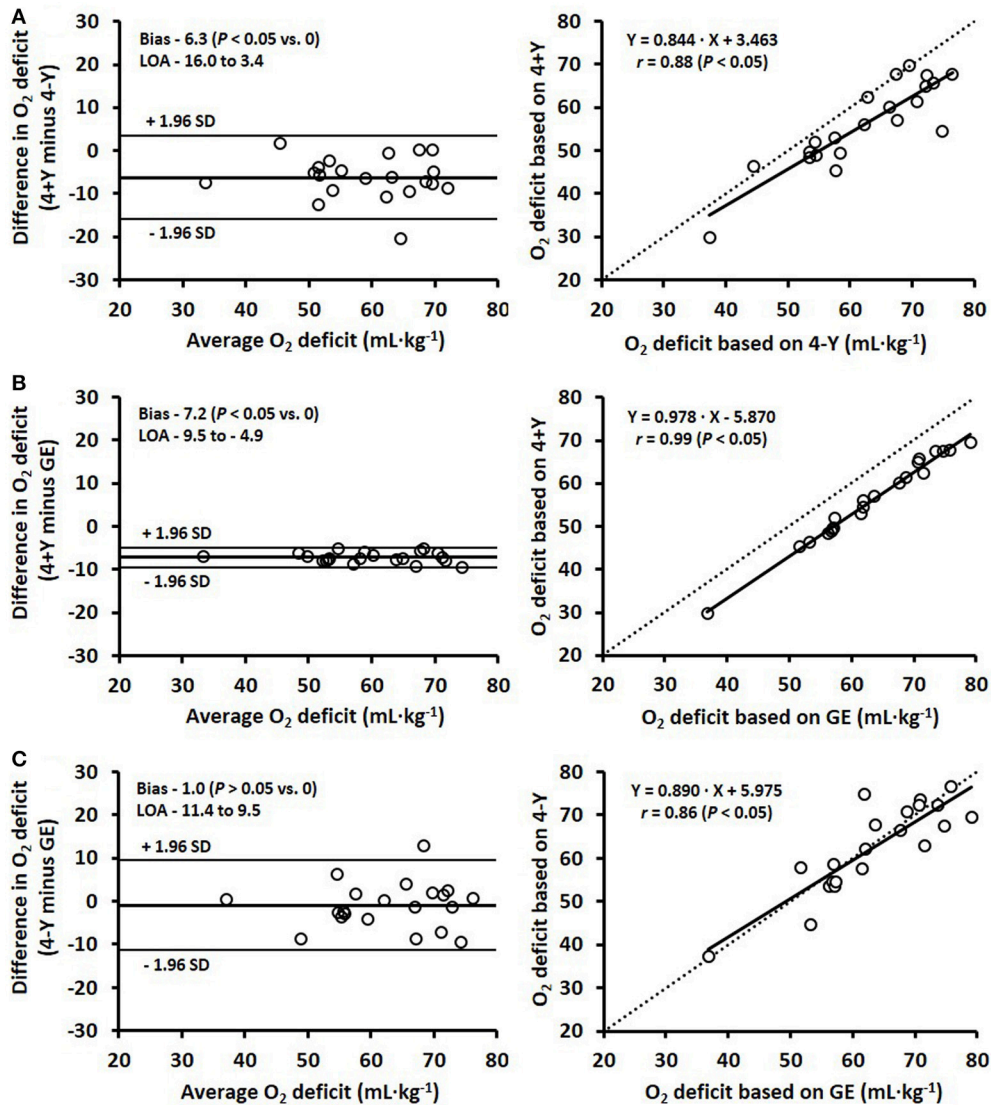 A
Difference in O₂ deficit
(4+Y minus 4-Y)
30
20
10
0
-10
-20
-30
Bias - 6.3 (P < 0.05 vs. 0)
LOA - 16.0 to 3.4
+ 1.96 SD
- 1.96 SD
20 30 40 50 60 70 80
Average O₂ deficit (mL·kg⁻¹)
O₂ deficit based on 4+Y
80
70
60
50
40
30
20
Y = 0.844 · X + 3.463
r = 0.88 (P < 0.05)
20 30 40 50 60 70 80
O₂ deficit based on 4-Y (mL·kg⁻¹)
B
Difference in O₂ deficit
(4+Y minus GE)
30
20
10
0
-10
-20
-30
Bias - 7.2 (P < 0.05 vs. 0)
LOA - 9.5 to - 4.9
+ 1.96 SD
- 1.96 SD
20 30 40 50 60 70 80
Average O₂ deficit (mL·kg⁻¹)
O₂ deficit based on 4+Y
80
70
60
50
40
30
20
Y = 0.978 · X - 5.870
r = 0.99 (P < 0.05)
20 30 40 50 60 70 80
O₂ deficit based on GE (mL·kg⁻¹)
C
Difference in O₂ deficit
(4-Y minus GE)
30
20
10
0
-10
-20
-30
Bias - 1.0 (P > 0.05 vs. 0)
LOA - 11.4 to 9.5
+ 1.96 SD
- 1.96 SD
20 30 40 50 60 70 80
Average O₂ deficit (mL·kg⁻¹)
O₂ deficit based on 4-Y
80
70
60
50
40
30
20
Y = 0.890 · X + 5.975
r = 0.86 (P < 0.05)
20 30 40 50 60 70 80
O₂ deficit based on GE (mL·kg⁻¹)